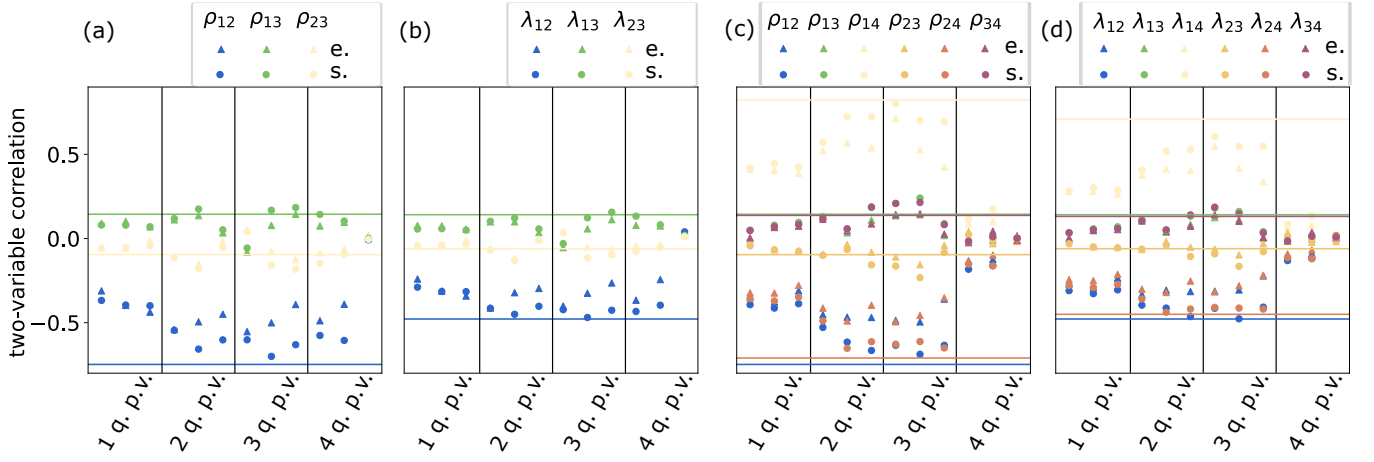 (a) ρ12 ρ13 ρ23
e.
s.
(b) λ12 λ13 λ23
e.
s.
(c) ρ12 ρ13 ρ14 ρ23 ρ24 ρ34
e.
s.
(d) λ12 λ13 λ14 λ23 λ24 λ34
e.
s.
two-variable correlation
0.5
0.0
−0.5
1 q. p.v. 2 q. p.v. 3 q. p.v. 4 q. p.v.
1 q. p.v. 2 q. p.v. 3 q. p.v. 4 q. p.v.
1 q. p.v. 2 q. p.v. 3 q. p.v. 4 q. p.v.
1 q. p.v. 2 q. p.v. 3 q. p.v. 4 q. p.v.